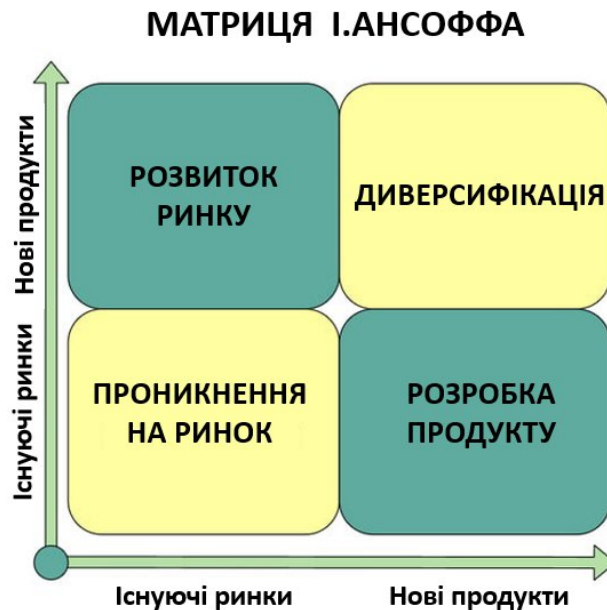 МАТРИЦЯ І.АНСОФФА
Нові продукти
Існуючі ринки
РОЗВИТОК
РИНКУ
ДИВЕРСИФІКАЦІЯ
ПРОНИКНЕННЯ
НА РИНОК
РОЗРОБКА
ПРОДУКТУ
Існуючі ринки
Нові продукти